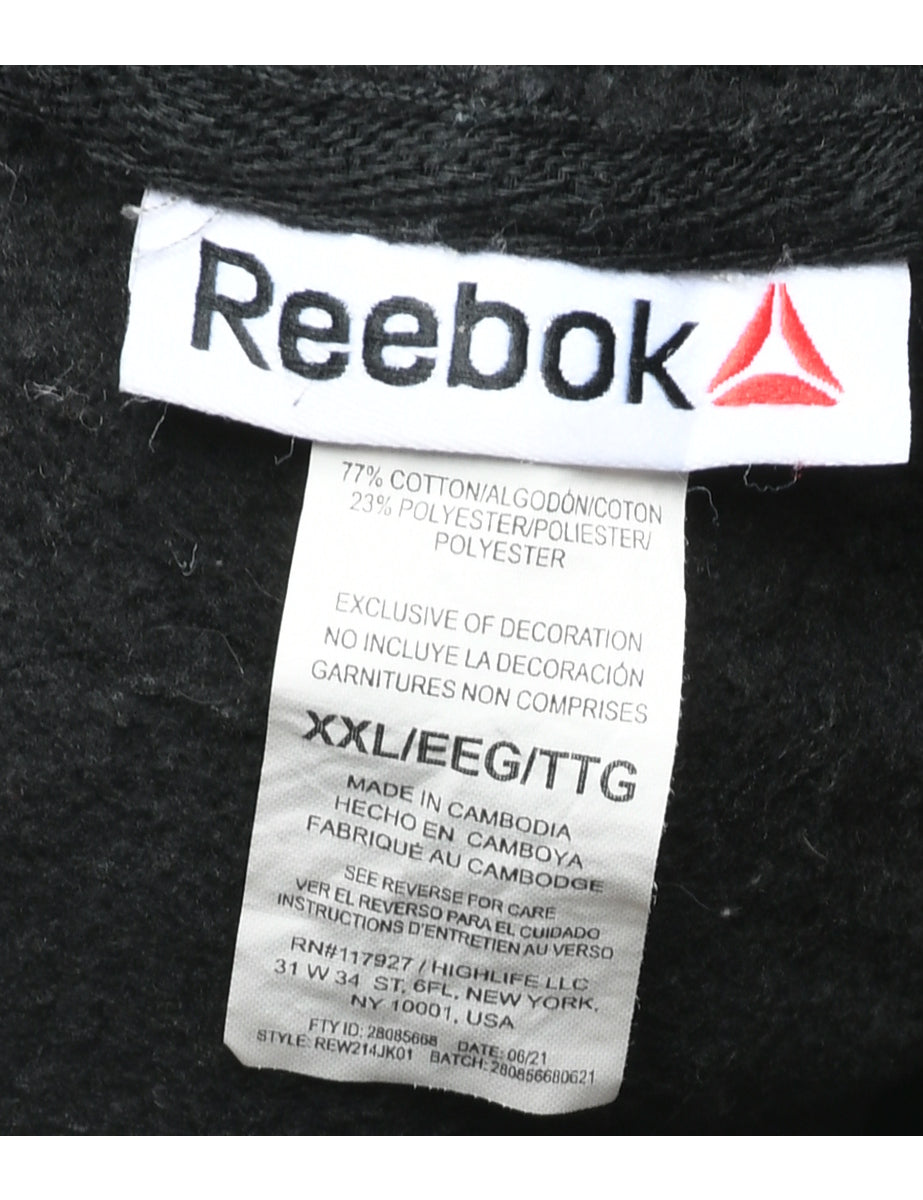 Reebok
77% COTTON/ALGODÓN/COTON
23% POLYESTER/POLIESTER/
POLYESTER
EXCLUSIVE OF DECORATION
NO INCLUYE LA DECORACIÓN
GARNITURES NON COMPRISES
XXL/EEG/TTG
MADE IN CAMBODIA
HECHO EN CAMBOYA
FABRIQUÉ AU CAMBODGE
SEE REVERSE FOR CARE
VER EL REVERSO PARA EL CUIDADO
INSTRUCTIONS D'ENTRETIEN AU VERSO
RN#117927 / HIGHLIFE LLC
31 W 34 ST, 6FL, NEW YORK,
NY 10001, USA
FTY ID: 28085668 DATE: 06/21
STYLE: REW214JK01 BATCH: 280856680621